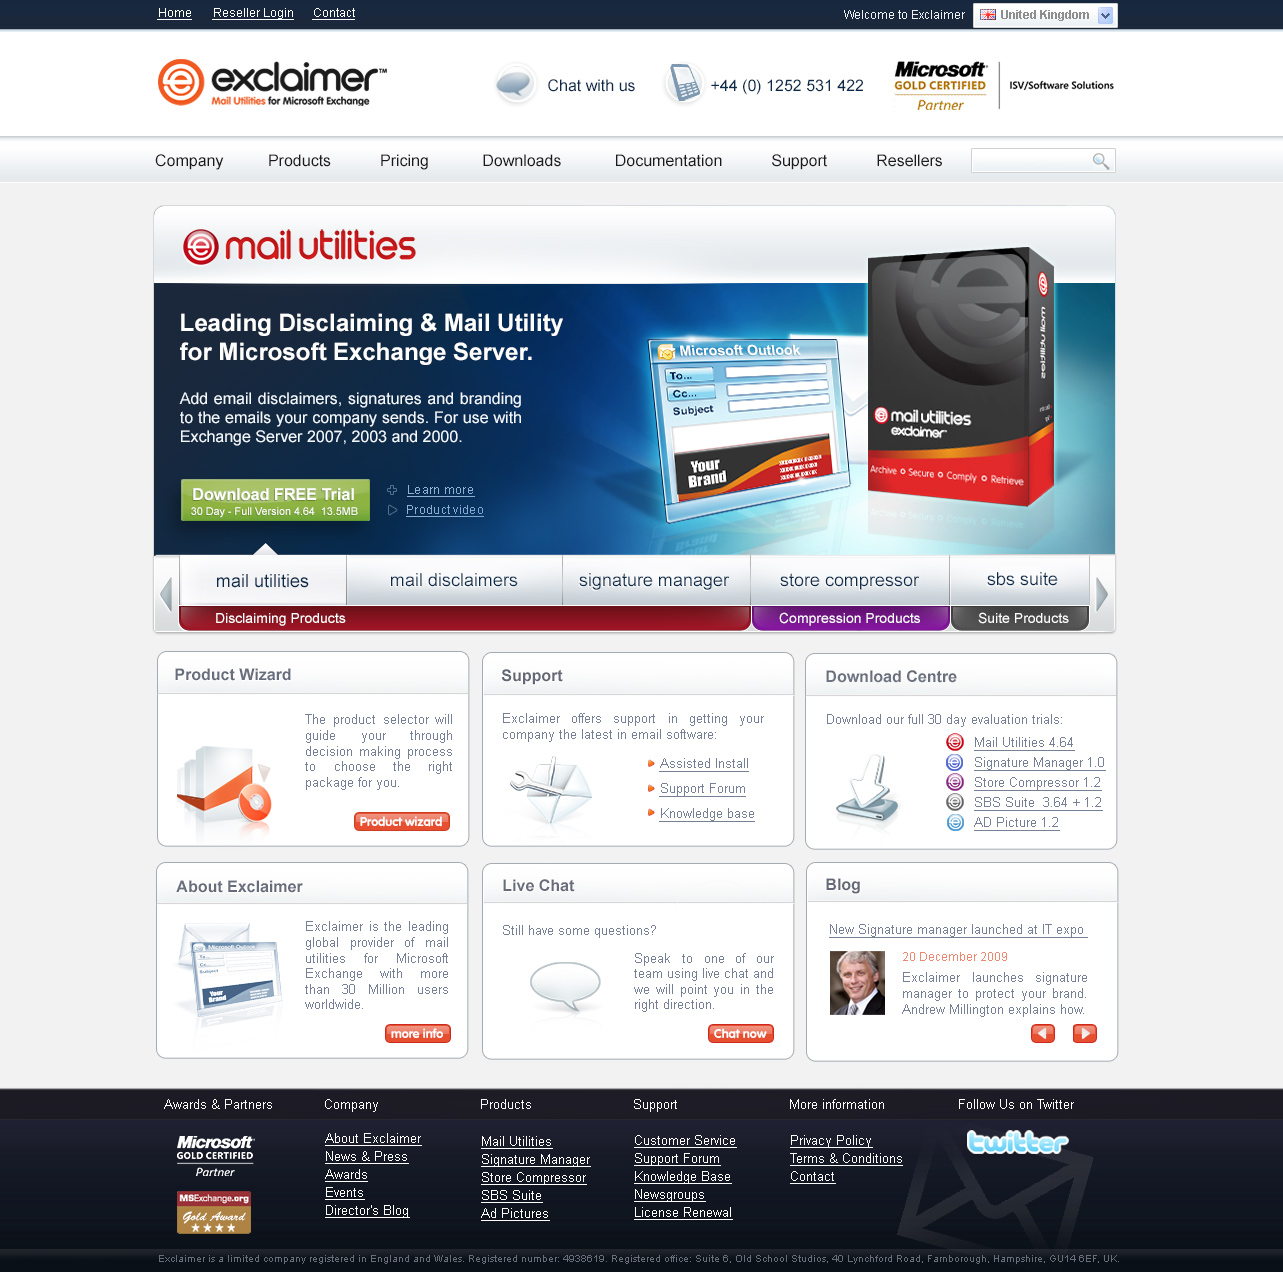 Home Reseller Login Contact
Welcome to Exclaimer United Kingdom
exclaimer™
Mail Utilities for Microsoft Exchange
Chat with us
+44 (0) 1252 531 422
Microsoft
GOLD CERTIFIED
Partner
ISV/Software Solutions
Company Products Pricing Downloads Documentation Support Resellers
mail utilities
Leading Disclaiming & Mail Utility
for Microsoft Exchange Server.
Add email disclaimers, signatures and branding
to the emails your company sends. For use with
Exchange Server 2007, 2003 and 2000.
Download FREE Trial
30 Day - Full Version 4.64 13.5MB
Learn more
Product video
Microsoft Outlook
To...
Cc...
Subject
Your
Brand
mail utilities
mail utilities
exclaimer
Archive Secure Comply Retrieve
mail utilities mail disclaimers signature manager store compressor sbs suite
Disclaiming Products Compression Products Suite Products
Product Wizard
The product selector will
guide your through
decision making process
to choose the right
package for you.
Product wizard
Support
Exclaimer offers support in getting your
company the latest in email software:
Assisted Install
Support Forum
Knowledge base
Download Centre
Download our full 30 day evaluation trials:
Mail Utilities 4.64
Signature Manager 1.0
Store Compressor 1.2
SBS Suite 3.64 + 1.2
AD Picture 1.2
About Exclaimer
Microsoft Outlook
To...
Cc...
Subject
Your
Brand
Exclaimer is the leading
global provider of mail
utilities for Microsoft
Exchange with more
than 30 Million users
worldwide.
more info
Live Chat
Still have some questions?
Speak to one of our
team using live chat and
we will point you in the
right direction.
Chat now
Blog
New Signature manager launched at IT expo
20 December 2009
Exclaimer launches signature
manager to protect your brand.
Andrew Millington explains how.
Awards & Partners
Microsoft
GOLD CERTIFIED
Partner
MSExchange.org
Gold Award
Company
About Exclaimer
News & Press
Awards
Events
Director's Blog
Products
Mail Utilities
Signature Manager
Store Compressor
SBS Suite
Ad Pictures
Support
Customer Service
Support Forum
Knowledge Base
Newsgroups
License Renewal
More information
Privacy Policy
Terms & Conditions
Contact
Follow Us on Twitter
twitter
Exclaimer is a limited company registered in England and Wales. Registered number: 4938619. Registered office: Suite 6, Old School Studios, 40 Lynchford Road, Farnborough, Hampshire, GU14 6EF, UK.